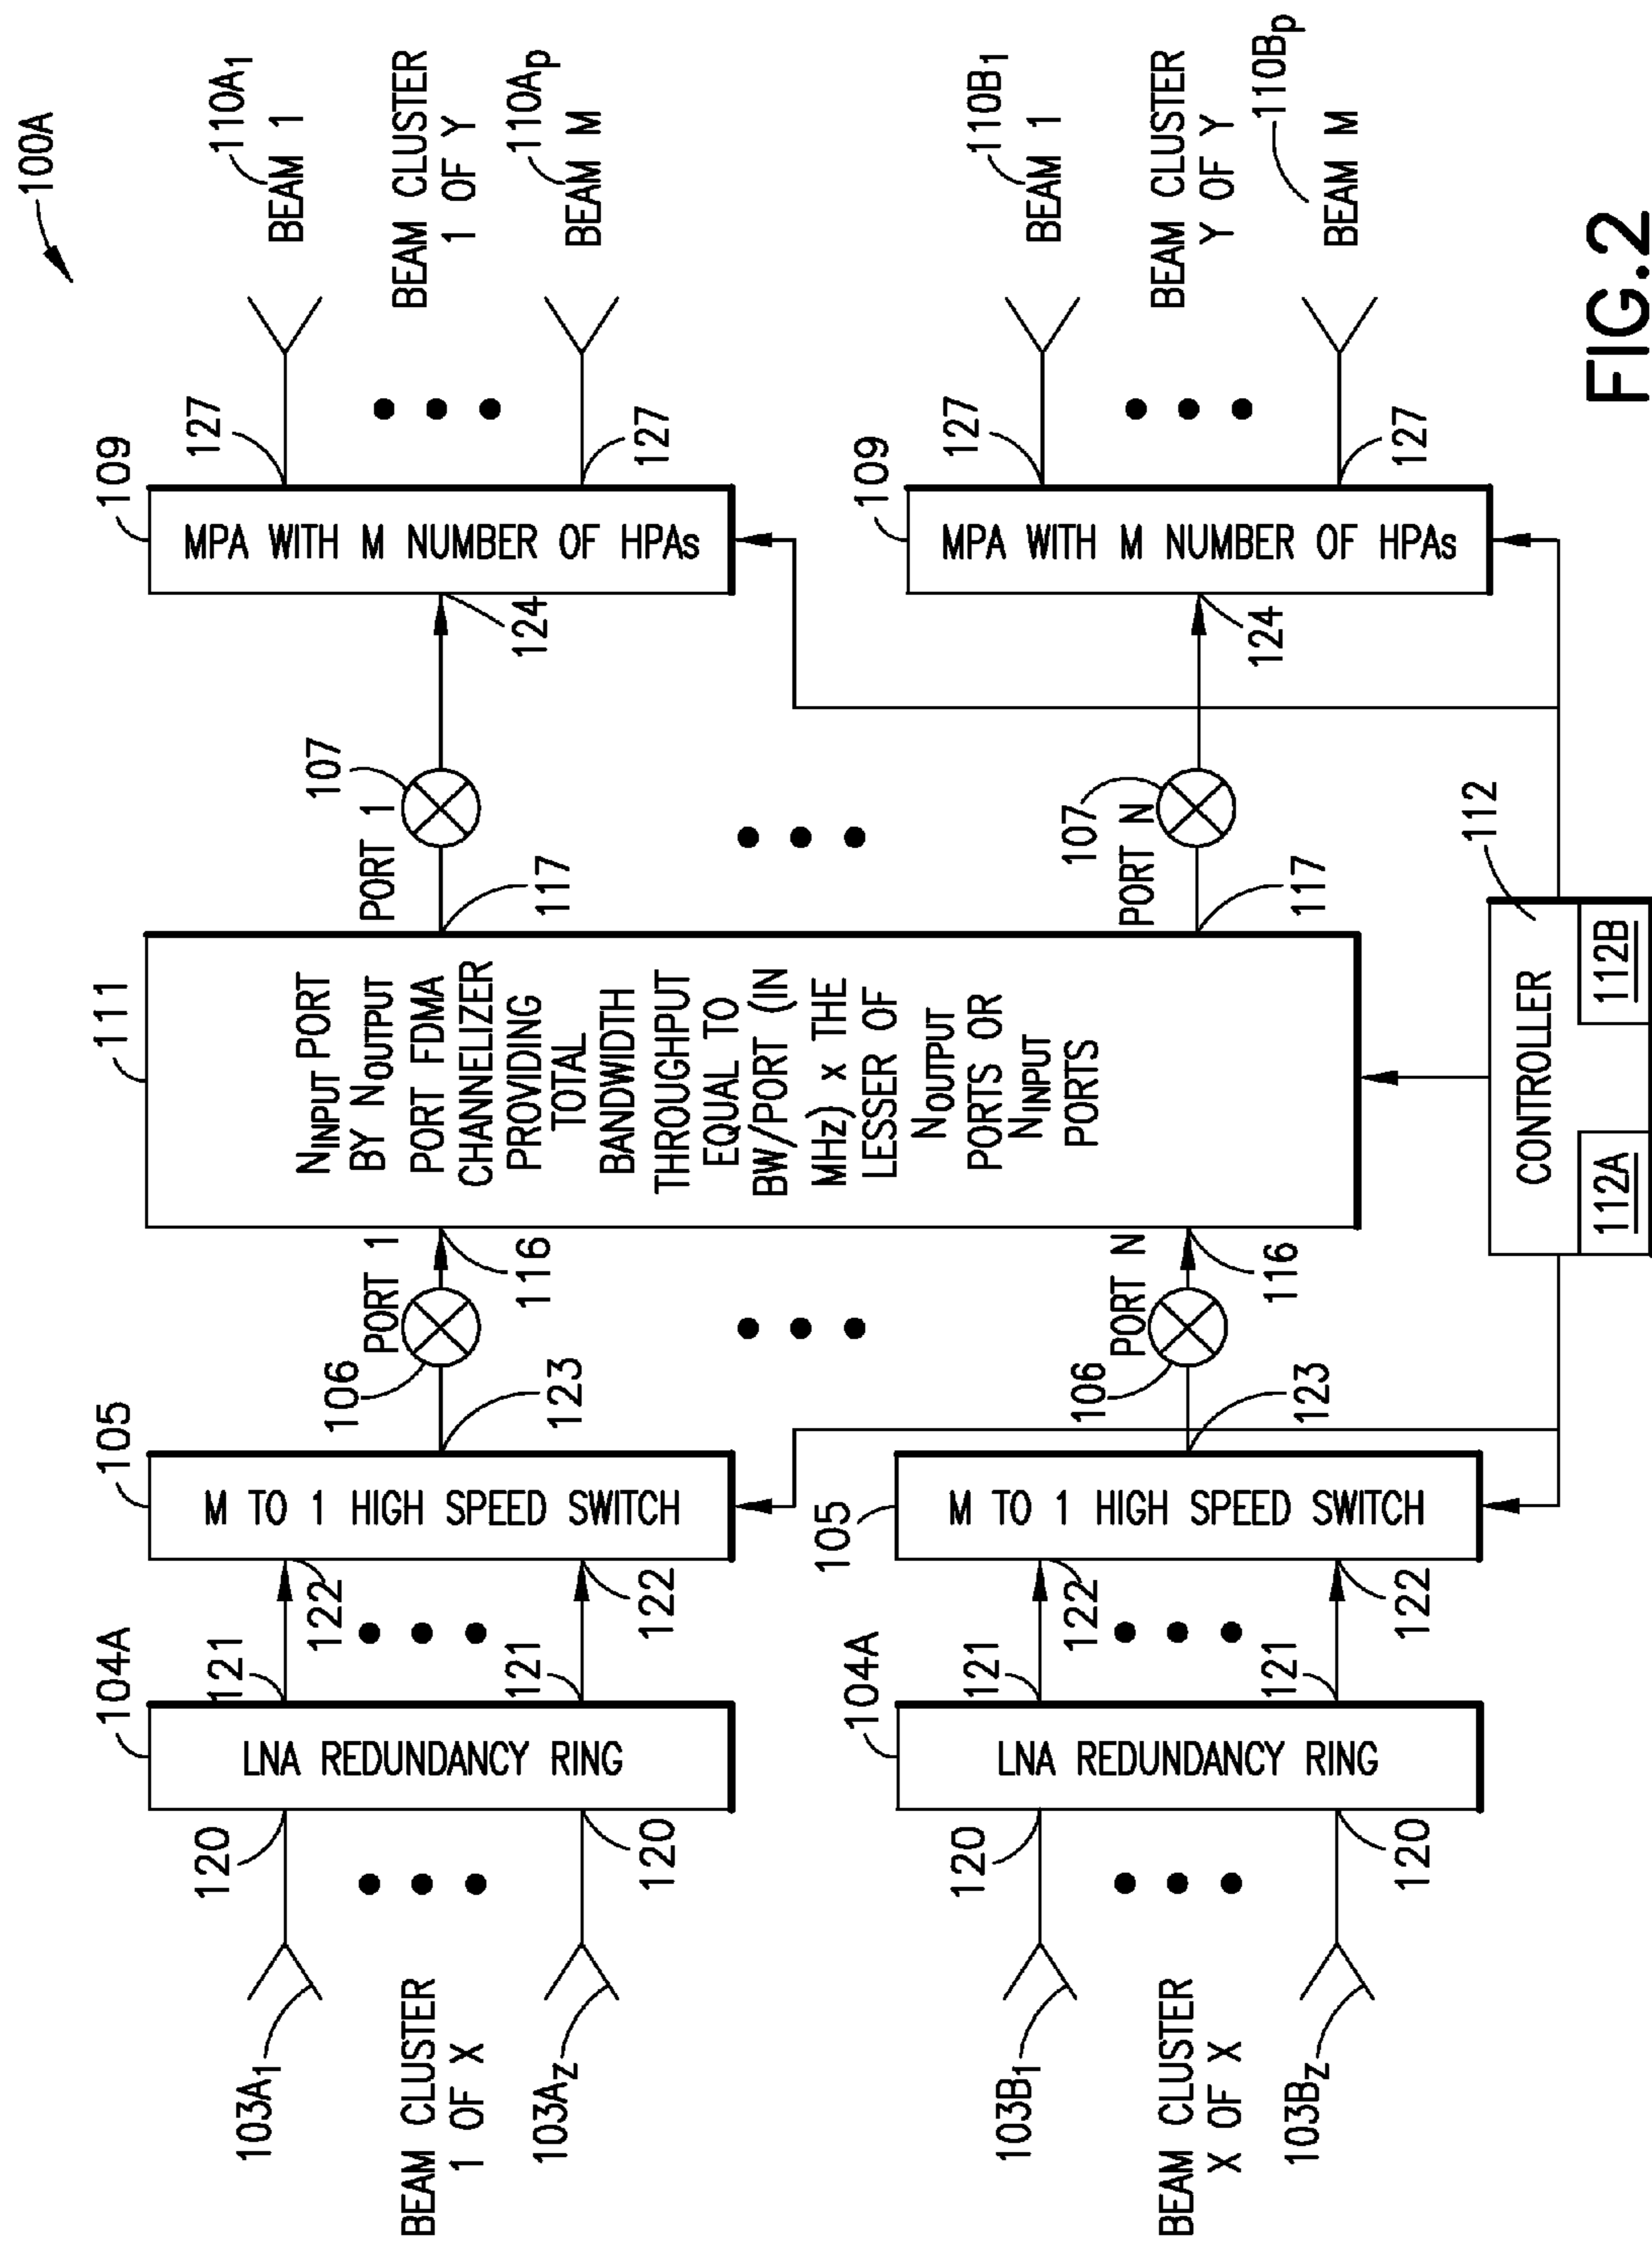 100A
103A1
BEAM CLUSTER
1 OF X
103Az
120
120
104A
LNA REDUNDANCY RING
121
121
122
122
105
M TO 1 HIGH SPEED SWITCH
123
106
PORT 1
116
111
NINPUT PORT
BY NOUTPUT
PORT FDMA
CHANNELIZER
PROVIDING
TOTAL
BANDWIDTH
THROUGHPUT
EQUAL TO
BW/PORT (IN
MHz) x THE
LESSER OF
NOUTPUT
PORTS OR
NINPUT
PORTS
PORT 1
117
107
124
109
MPA WITH M NUMBER OF HPAs
127
127
110A1
BEAM 1
BEAM CLUSTER
1 OF Y
110Ap
BEAM M
103B1
BEAM CLUSTER
X OF X
103Bz
120
120
104A
LNA REDUNDANCY RING
121
121
122
122
105
M TO 1 HIGH SPEED SWITCH
123
106
PORT N
116
PORT N
117
107
124
109
MPA WITH M NUMBER OF HPAs
127
127
110B1
BEAM 1
BEAM CLUSTER
Y OF Y
110Bp
BEAM M
112
CONTROLLER
112A
112B
FIG.2